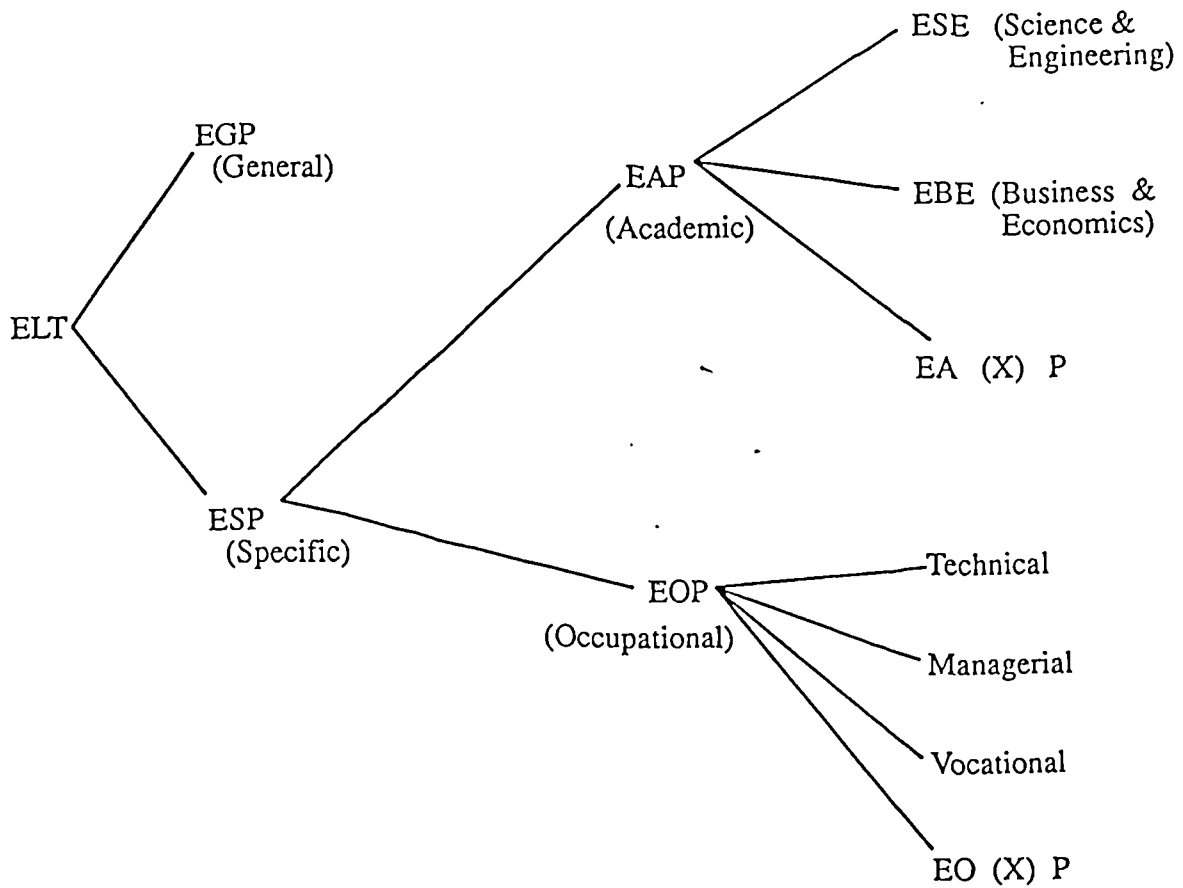 ESE (Science &
Engineering)
EGP
(General)
EAP
(Academic)
EBE (Business &
Economics)
ELT
EA (X) P
ESP
(Specific)
EOP
(Occupational)
Technical
Managerial
Vocational
EO (X) P